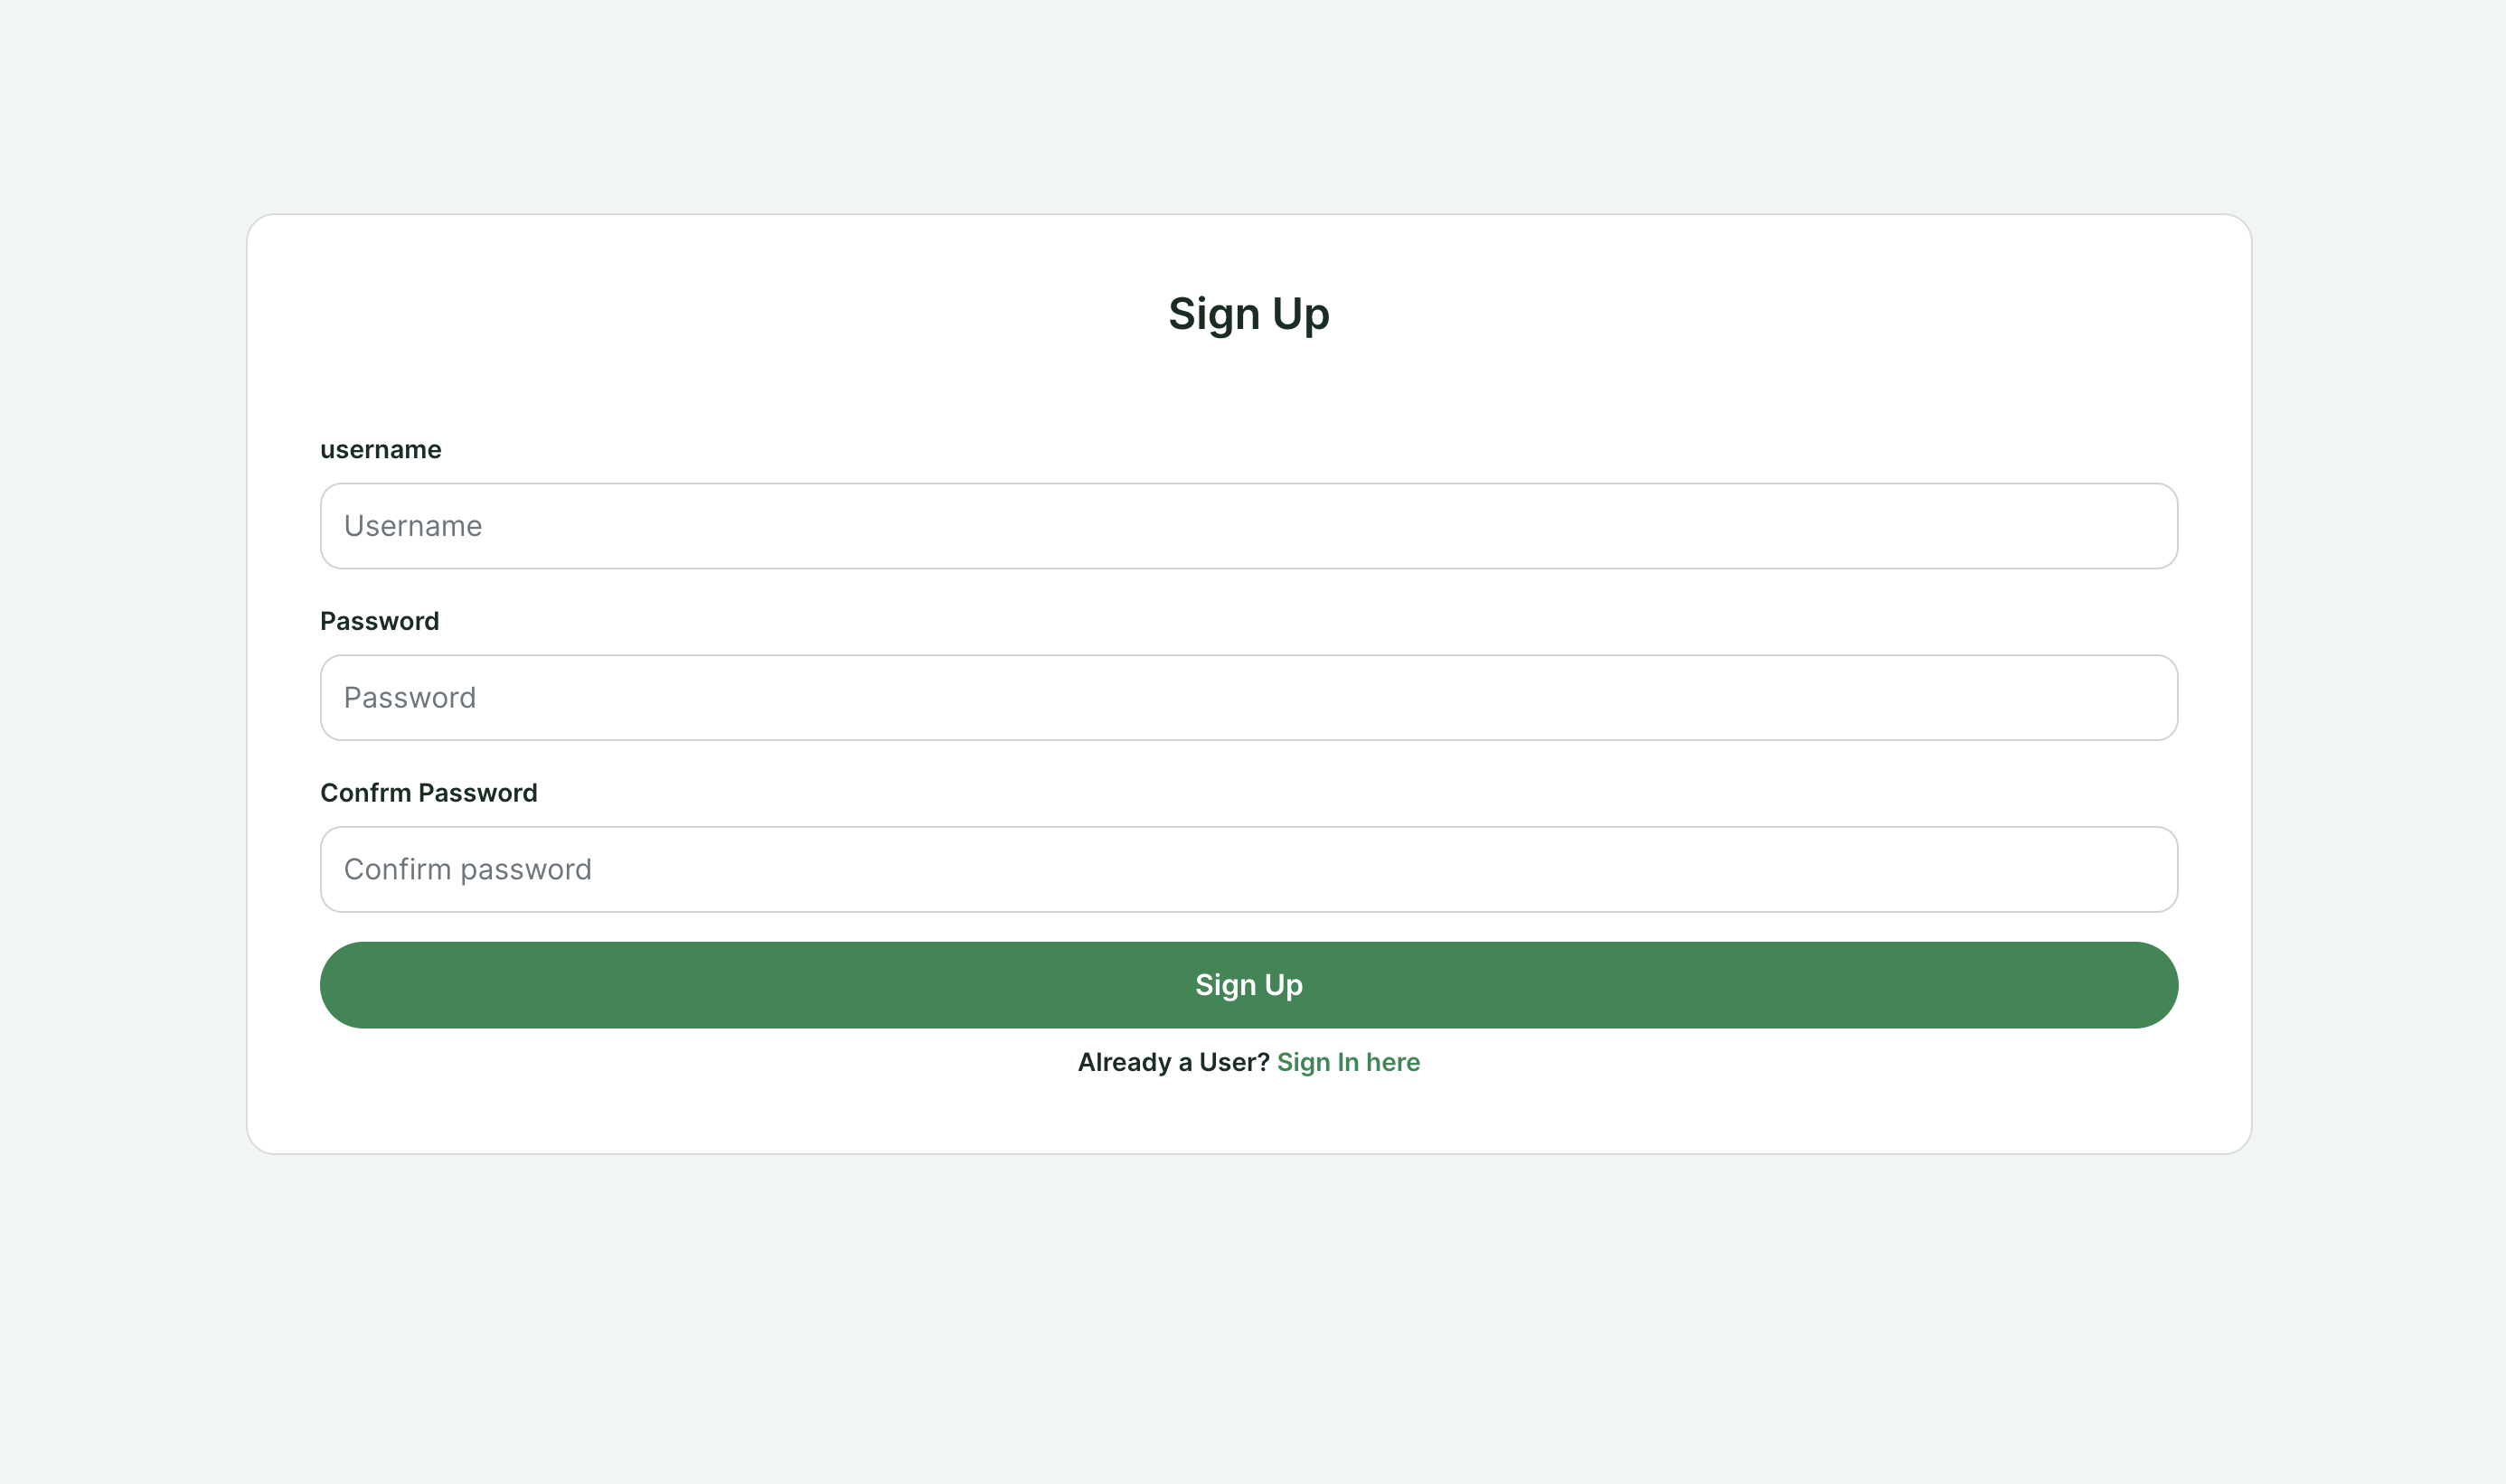 Sign Up
username
Username
Password
Password
Confrm Password
Confirm password
Sign Up
Already a User? Sign In here